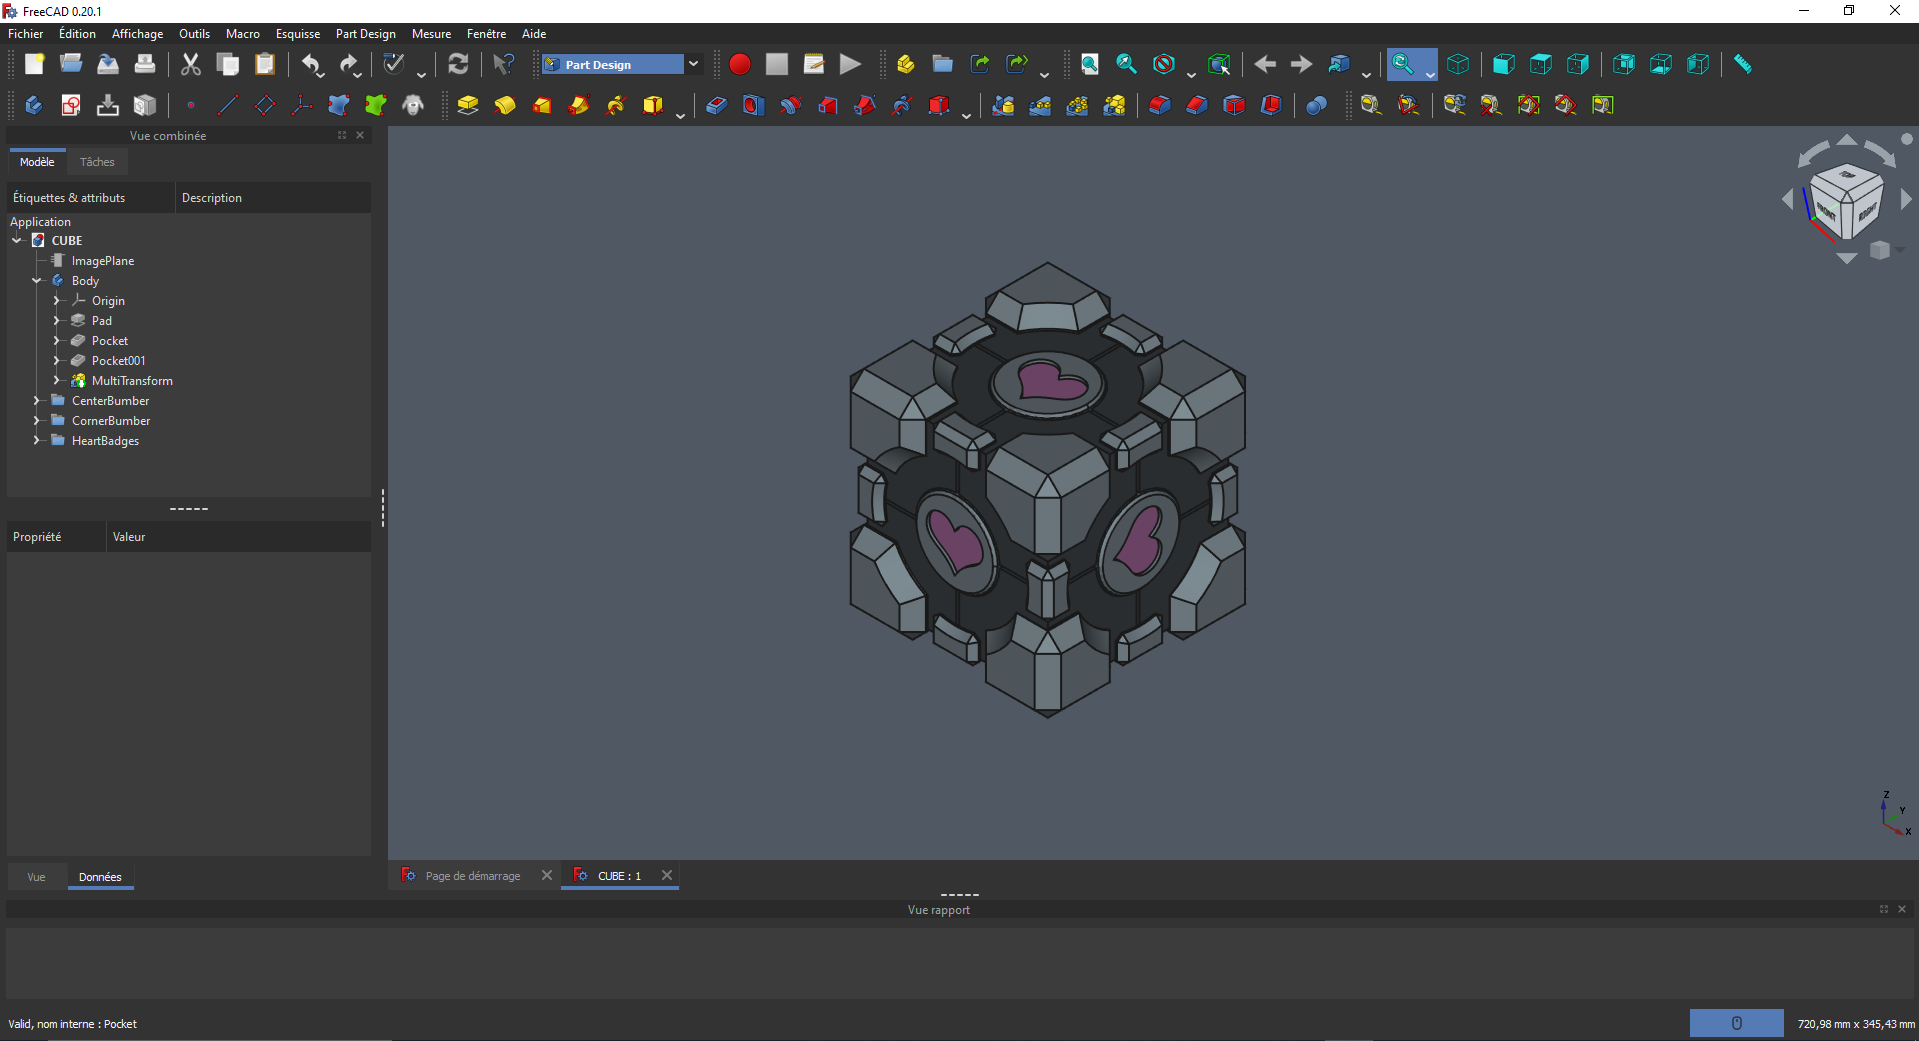 FreeCAD 0.20.1
Fichier Édition Affichage Outils Macro Esquisse Part Design Mesure Fenêtre Aide
Part Design
Vue combinée
Modèle Tâches
Étiquettes & attributs Description
Application
CUBE
ImagePlane
Body
Origin
Pad
Pocket
Pocket001
MultiTransform
CenterBumber
CornerBumber
HeartBadges
Propriété Valeur
TOP
FRONT RIGHT
Z
Y
X
Vue Données
Page de démarrage CUBE : 1
Vue rapport
Valid, nom interne : Pocket
720,98 mm x 345,43 mm